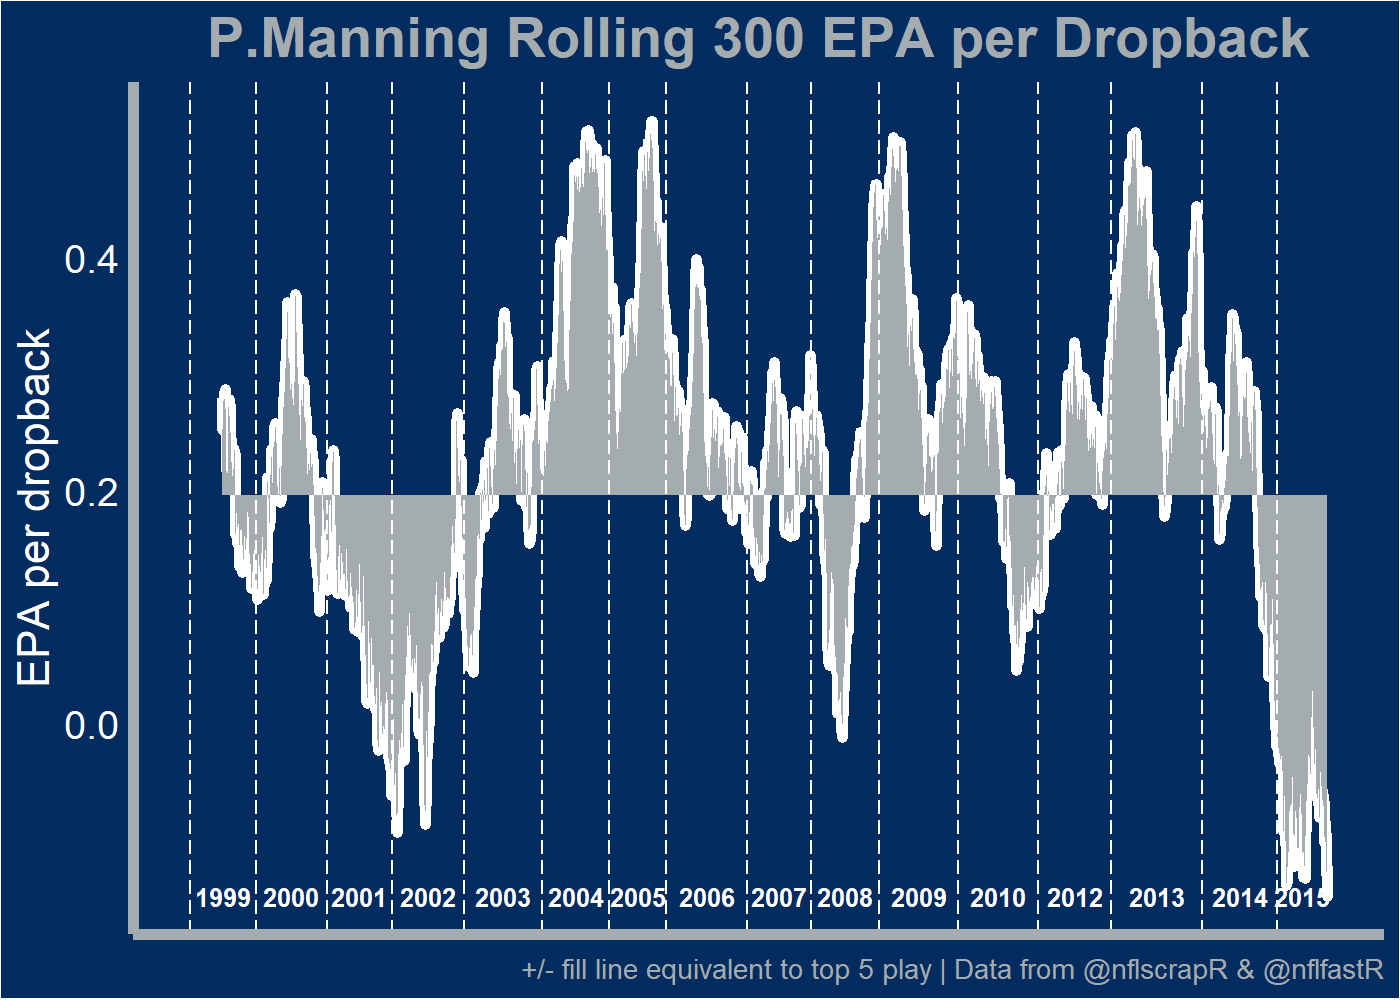 P.Manning Rolling 300 EPA per Dropback
EPA per dropback
0.4
0.2
0.0
1999 2000 2001 2002 2003 2004 2005 2006 2007 2008 2009 2010 2012 2013 2014 2015
+/- fill line equivalent to top 5 play | Data from @nflscrapR & @nflfastR